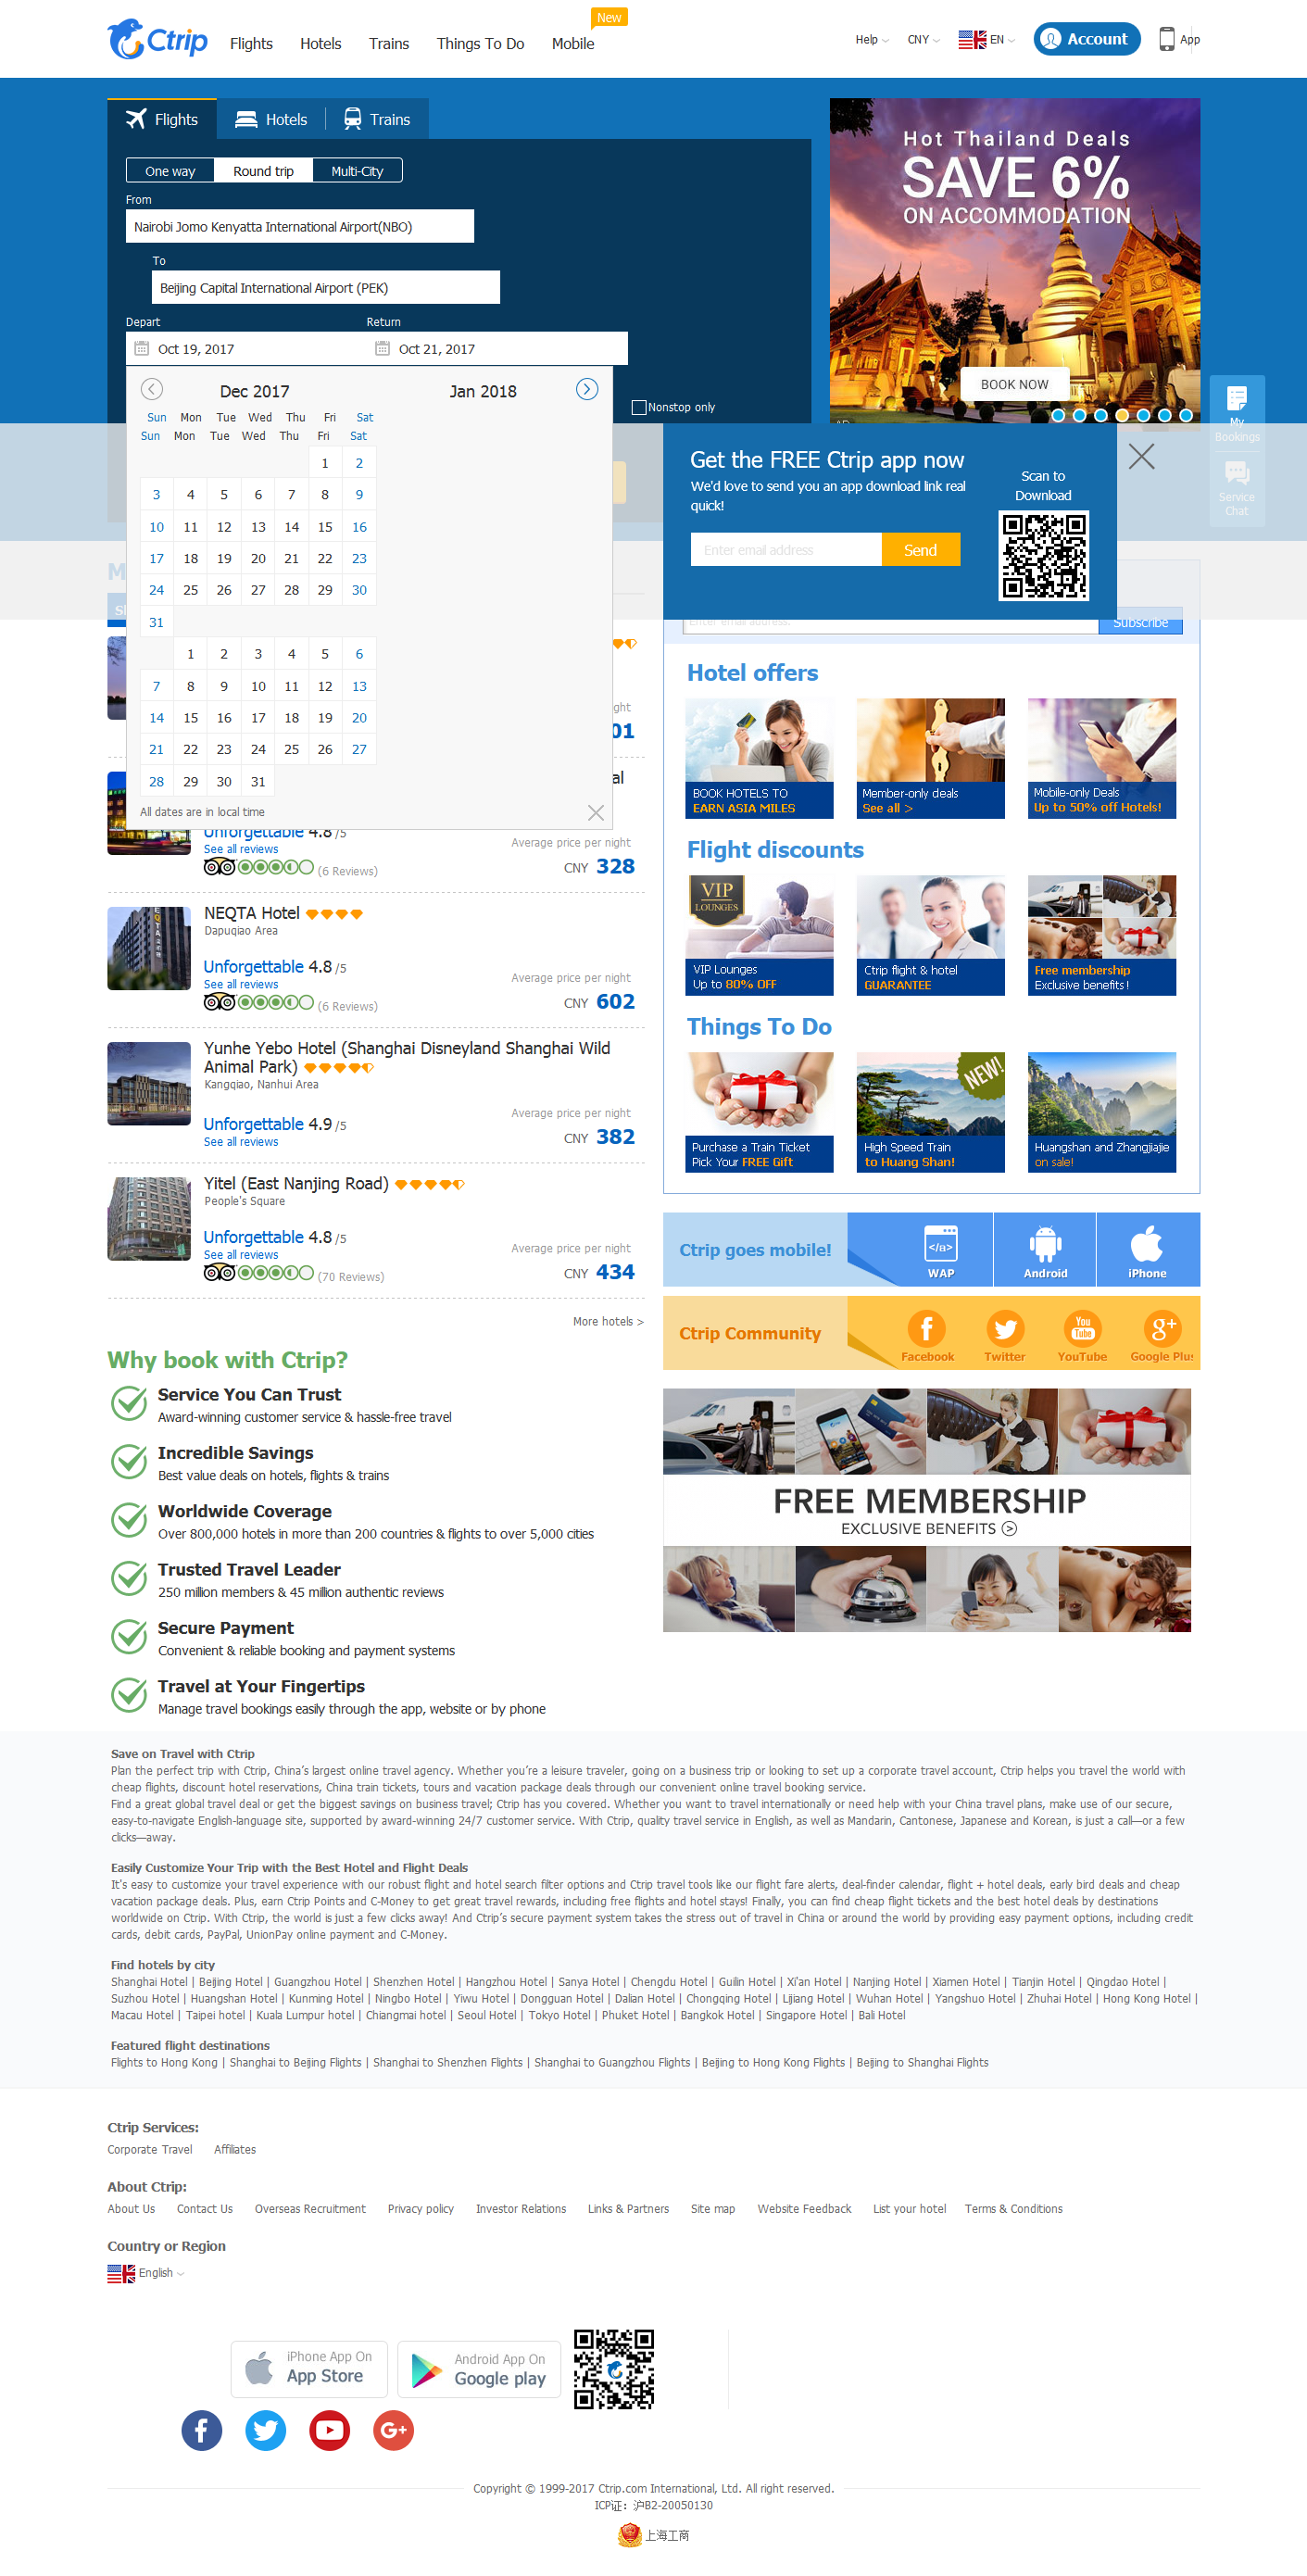 Ctrip
Flights
Hotels
Trains
Things To Do
Mobile
New
Help
CNY
EN
Account
App
Flights
Hotels
Trains
One way
Round trip
Multi-City
From
Nairobi Jomo Kenyatta International Airport(NBO)
To
Beijing Capital International Airport (PEK)
Depart
Return
Oct 19, 2017
Oct 21, 2017
Dec 2017
Jan 2018
Sun Mon Tue Wed Thu Fri Sat
Sun Mon Tue Wed Thu Fri Sat
1 2
3 4 5 6 7 8 9
10 11 12 13 14 15 16
17 18 19 20 21 22 23
24 25 26 27 28 29 30
31
1 2 3 4 5 6
7 8 9 10 11 12 13
14 15 16 17 18 19 20
21 22 23 24 25 26 27
28 29 30 31
All dates are in local time
Nonstop only
Hot Thailand Deals
SAVE 6%
ON ACCOMMODATION
BOOK NOW
My
Bookings
Service
Chat
Get the FREE Ctrip app now
We'd love to send you an app download link real
quick!
Enter email address
Send
Scan to
Download
Enter email address.
Subscribe
Unforgettable 4.8 /5
See all reviews
(6 Reviews)
Average price per night
CNY 328
NEQTA Hotel
Dapuqiao Area
Unforgettable 4.8 /5
See all reviews
(6 Reviews)
Average price per night
CNY 602
Yunhe Yebo Hotel (Shanghai Disneyland Shanghai Wild
Animal Park)
Kangqiao, Nanhui Area
Unforgettable 4.9 /5
See all reviews
Average price per night
CNY 382
Yitel (East Nanjing Road)
People's Square
Unforgettable 4.8 /5
See all reviews
(70 Reviews)
Average price per night
CNY 434
More hotels >
Hotel offers
BOOK HOTELS TO
EARN ASIA MILES
Member-only deals
See all >
Mobile-only Deals
Up to 50% off Hotels!
Flight discounts
VIP
LOUNGES
VIP Lounges
Up to 80% OFF
Ctrip flight & hotel
GUARANTEE
Free membership
Exclusive benefits!
Things To Do
Purchase a Train Ticket
Pick Your FREE Gift
NEW!
High Speed Train
to Huang Shan!
Huangshan and Zhangjiajie
on sale!
Ctrip goes mobile!
</a>
WAP
Android
iPhone
Ctrip Community
Facebook
Twitter
You
Tube
YouTube
g+
Google Plus
FREE MEMBERSHIP
EXCLUSIVE BENEFITS
Why book with Ctrip?
Service You Can Trust
Award-winning customer service & hassle-free travel
Incredible Savings
Best value deals on hotels, flights & trains
Worldwide Coverage
Over 800,000 hotels in more than 200 countries & flights to over 5,000 cities
Trusted Travel Leader
250 million members & 45 million authentic reviews
Secure Payment
Convenient & reliable booking and payment systems
Travel at Your Fingertips
Manage travel bookings easily through the app, website or by phone
Save on Travel with Ctrip
Plan the perfect trip with Ctrip, China’s largest online travel agency. Whether you’re a leisure traveler, going on a business trip or looking to set up a corporate travel account, Ctrip helps you travel the world with
cheap flights, discount hotel reservations, China train tickets, tours and vacation package deals through our convenient online travel booking service.
Find a great global travel deal or get the biggest savings on business travel; Ctrip has you covered. Whether you want to travel internationally or need help with your China travel plans, make use of our secure,
easy-to-navigate English-language site, supported by award-winning 24/7 customer service. With Ctrip, quality travel service in English, as well as Mandarin, Cantonese, Japanese and Korean, is just a call—or a few
clicks—away.
Easily Customize Your Trip with the Best Hotel and Flight Deals
It's easy to customize your travel experience with our robust flight and hotel search filter options and Ctrip travel tools like our flight fare alerts, deal-finder calendar, flight + hotel deals, early bird deals and cheap
vacation package deals. Plus, earn Ctrip Points and C-Money to get great travel rewards, including free flights and hotel stays! Finally, you can find cheap flight tickets and the best hotel deals by destinations
worldwide on Ctrip. With Ctrip, the world is just a few clicks away! And Ctrip’s secure payment system takes the stress out of travel in China or around the world by providing easy payment options, including credit
cards, debit cards, PayPal, UnionPay online payment and C-Money.
Find hotels by city
Shanghai Hotel | Beijing Hotel | Guangzhou Hotel | Shenzhen Hotel | Hangzhou Hotel | Sanya Hotel | Chengdu Hotel | Guilin Hotel | Xi'an Hotel | Nanjing Hotel | Xiamen Hotel | Tianjin Hotel | Qingdao Hotel |
Suzhou Hotel | Huangshan Hotel | Kunming Hotel | Ningbo Hotel | Yiwu Hotel | Dongguan Hotel | Dalian Hotel | Chongqing Hotel | Lijiang Hotel | Wuhan Hotel | Yangshuo Hotel | Zhuhai Hotel | Hong Kong Hotel |
Macau Hotel | Taipei hotel | Kuala Lumpur hotel | Chiangmai hotel | Seoul Hotel | Tokyo Hotel | Phuket Hotel | Bangkok Hotel | Singapore Hotel | Bali Hotel
Featured flight destinations
Flights to Hong Kong | Shanghai to Beijing Flights | Shanghai to Shenzhen Flights | Shanghai to Guangzhou Flights | Beijing to Hong Kong Flights | Beijing to Shanghai Flights
Ctrip Services:
Corporate Travel Affiliates
About Ctrip:
About Us Contact Us Overseas Recruitment Privacy policy Investor Relations Links & Partners Site map Website Feedback List your hotel Terms & Conditions
Country or Region
English
iPhone App On
App Store
Android App On
Google play
G+
Copyright © 1999-2017 Ctrip.com International, Ltd. All right reserved.
ICP证：沪B2-20050130
上海工商